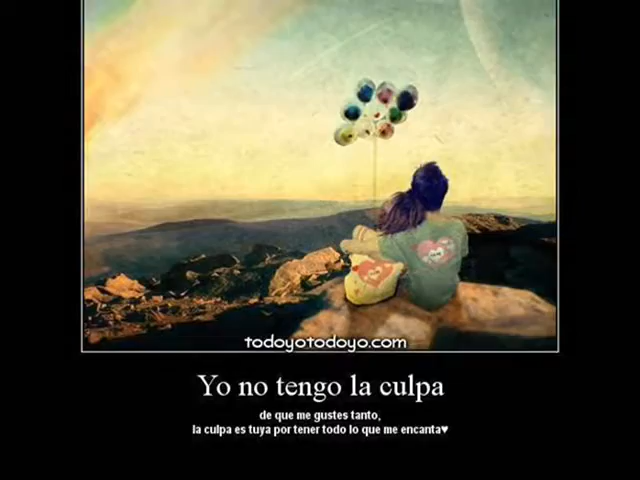 todoyotodoyo.com
Yo no tengo la culpa
de que me gustes tanto,
la culpa es tuya por tener todo lo que me encanta♥